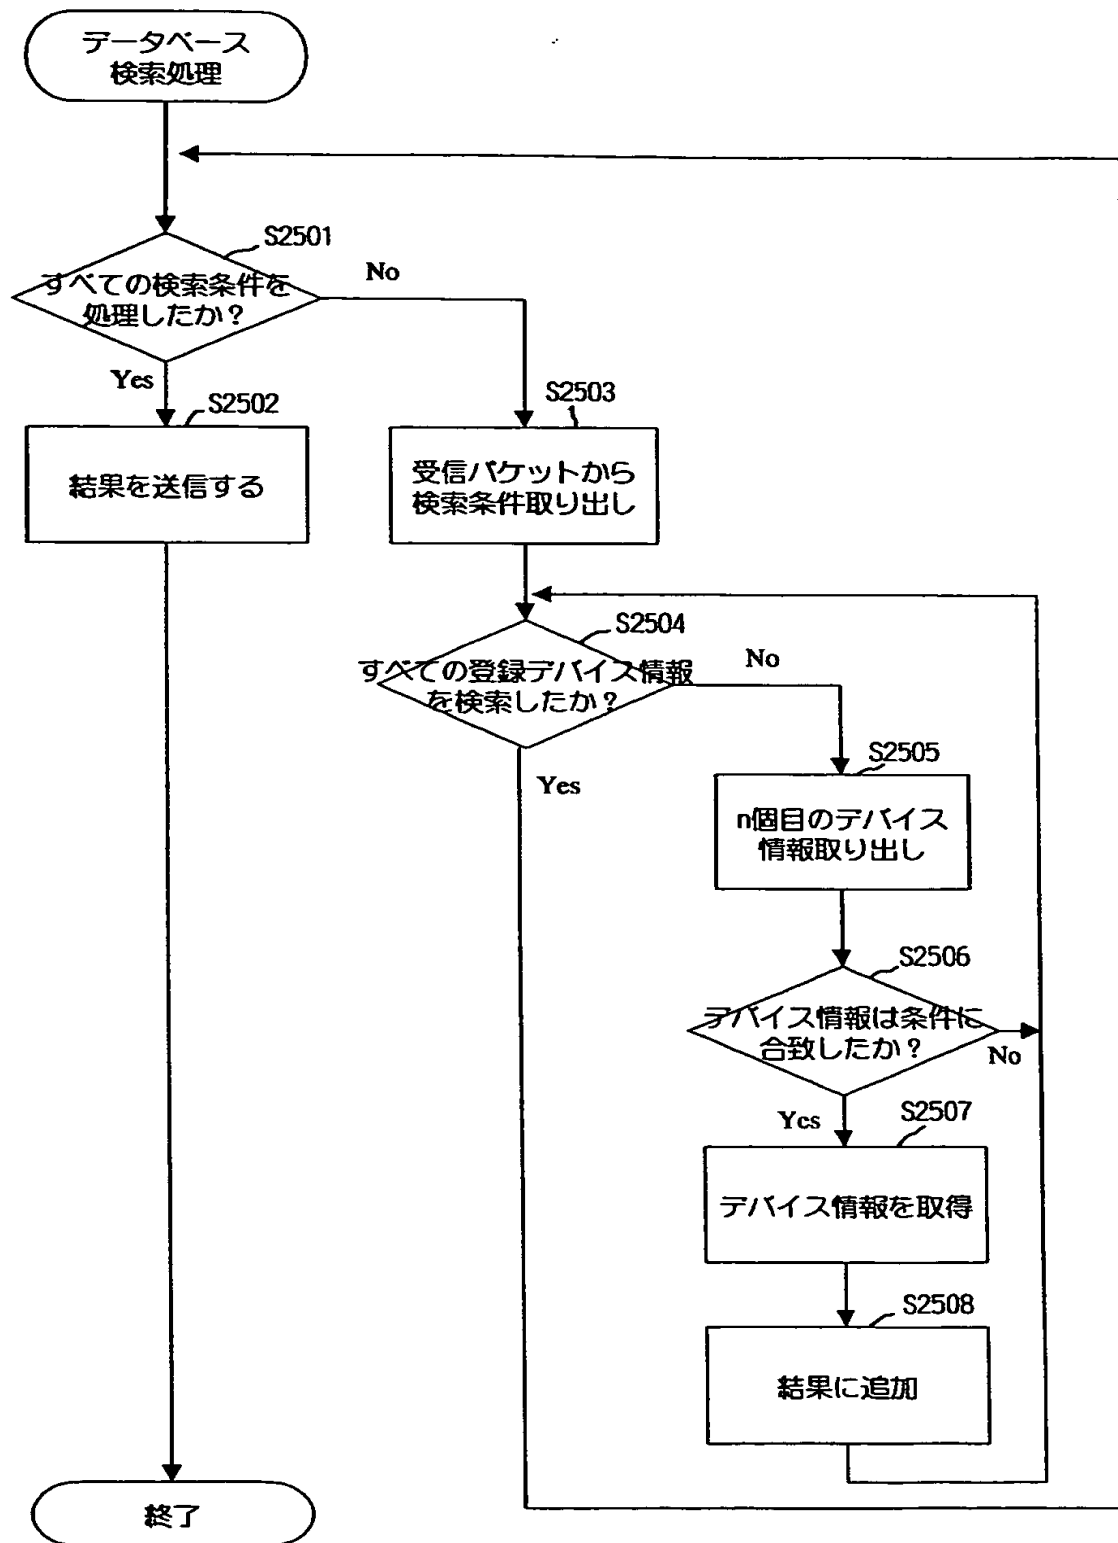 データベース
検索処理
S2501
すべての検索条件を
処理したか？
No
Yes
S2502
結果を送信する
S2503
受信パケットから
検索条件取り出し
S2504
すべての登録デバイス情報
を検索したか？
No
Yes
S2505
n個目のデバイス
情報取り出し
S2506
デバイス情報は条件に
合致したか？
No
Yes
S2507
デバイス情報を取得
S2508
結果に追加
終了